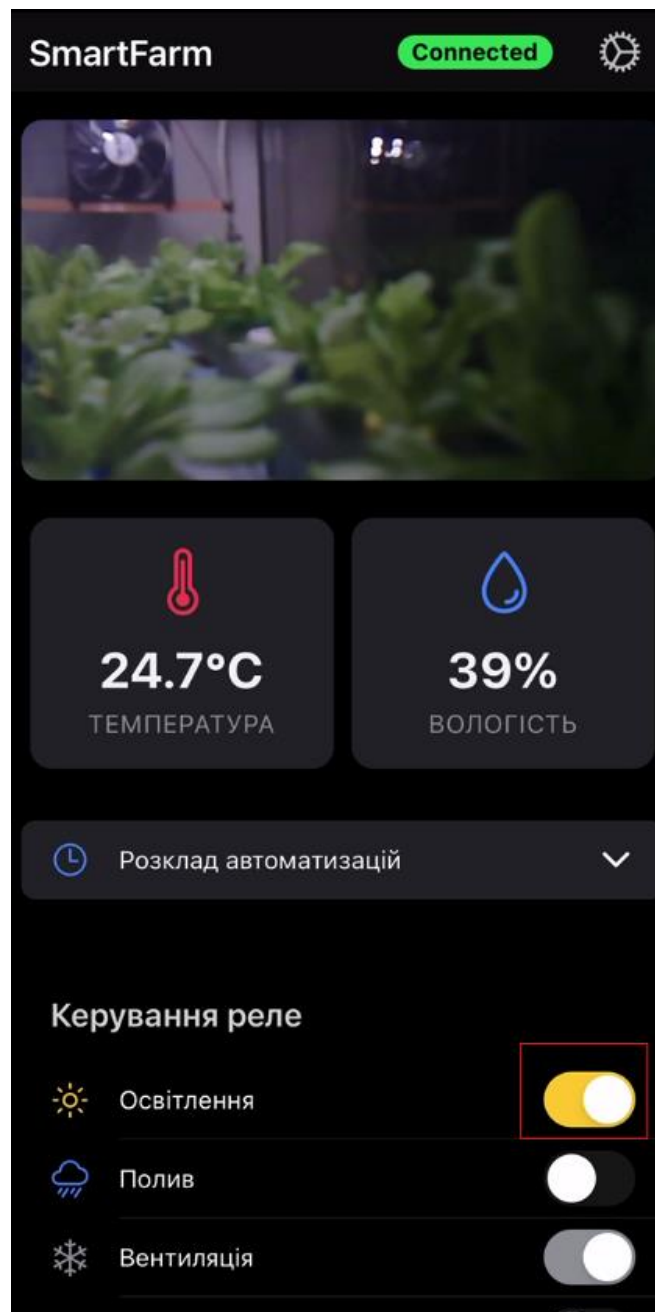 SmartFarm
Connected
24.7°C
39%
ТЕМПЕРАТУРА
ВОЛОГІСТЬ
Розклад автоматизацій
Керування реле
Освітлення
Полив
Вентиляція